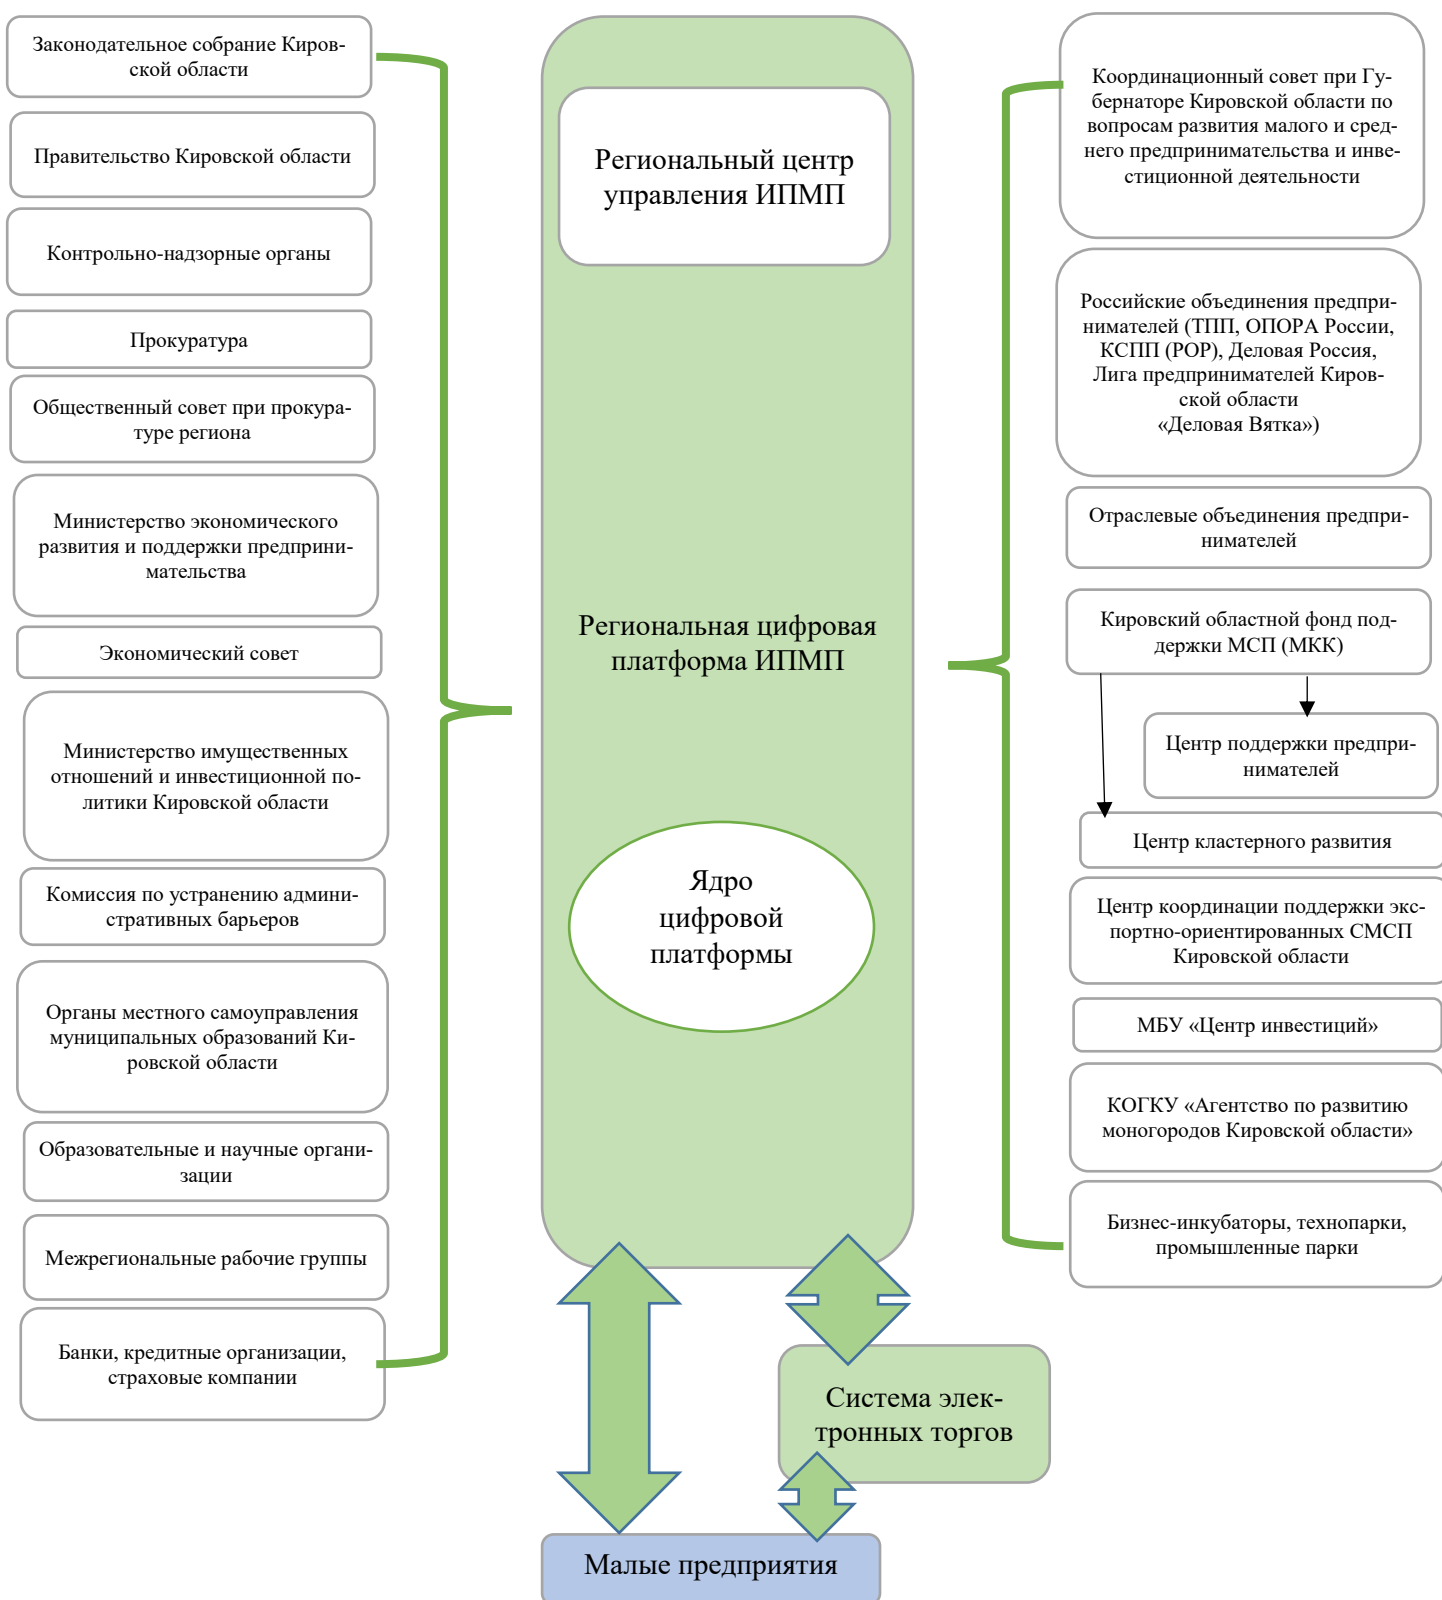 Законодательное собрание Киров-
ской области
Правительство Кировской области
Контрольно-надзорные органы
Прокуратура
Общественный совет при прокура-
туре региона
Министерство экономического
развития и поддержки предприни-
мательства
Экономический совет
Министерство имущественных
отношений и инвестиционной по-
литики Кировской области
Комиссия по устранению админи-
стративных барьеров
Органы местного самоуправления
муниципальных образований Ки-
ровской области
Образовательные и научные органи-
зации
Межрегиональные рабочие группы
Банки, кредитные организации,
страховые компании
Региональный центр
управления ИПМП
Региональная цифровая
платформа ИПМП
Ядро
цифровой
платформы
Система элек-
тронных торгов
Малые предприятия
Координационный совет при Гу-
бернаторе Кировской области по
вопросам развития малого и сред-
него предпринимательства и инве-
стиционной деятельности
Российские объединения предпри-
нимателей (ТПП, ОПОРА России,
КСПП (РОР), Деловая Россия,
Лига предпринимателей Киров-
ской области
«Деловая Вятка»)
Отраслевые объединения предпри-
нимателей
Кировский областной фонд под-
держки МСП (МКК)
Центр поддержки предпри-
нимателей
Центр кластерного развития
Центр координации поддержки экс-
портно-ориентированных СМСП
Кировской области
МБУ «Центр инвестиций»
КОГКУ «Агентство по развитию
моногородов Кировской области»
Бизнес-инкубаторы, технопарки,
промышленные парки